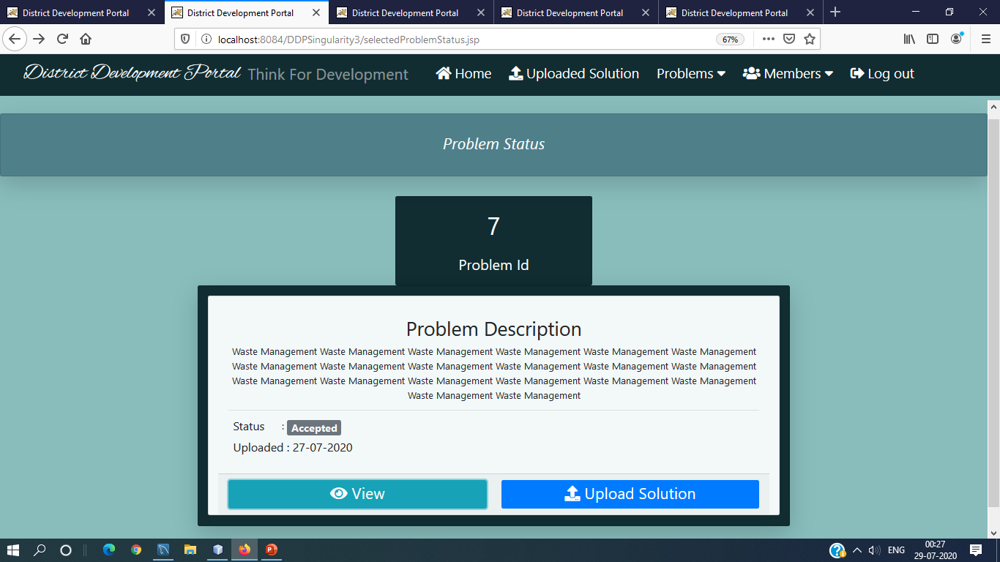 District Development Portal
District Development Portal
District Development Portal
District Development Portal
District Development Portal
localhost:8084/DDPSingularity3/selectedProblemStatus.jsp
67%
District Development Portal Think For Development Home Uploaded Solution Problems Members Log out
Problem Status
7
Problem Id
Problem Description
Waste Management Waste Management Waste Management Waste Management Waste Management Waste Management
Waste Management Waste Management Waste Management Waste Management Waste Management Waste Management
Waste Management Waste Management Waste Management Waste Management Waste Management Waste Management
Waste Management Waste Management
Status : Accepted
Uploaded : 27-07-2020
View Upload Solution
ENG
00:27
29-07-2020